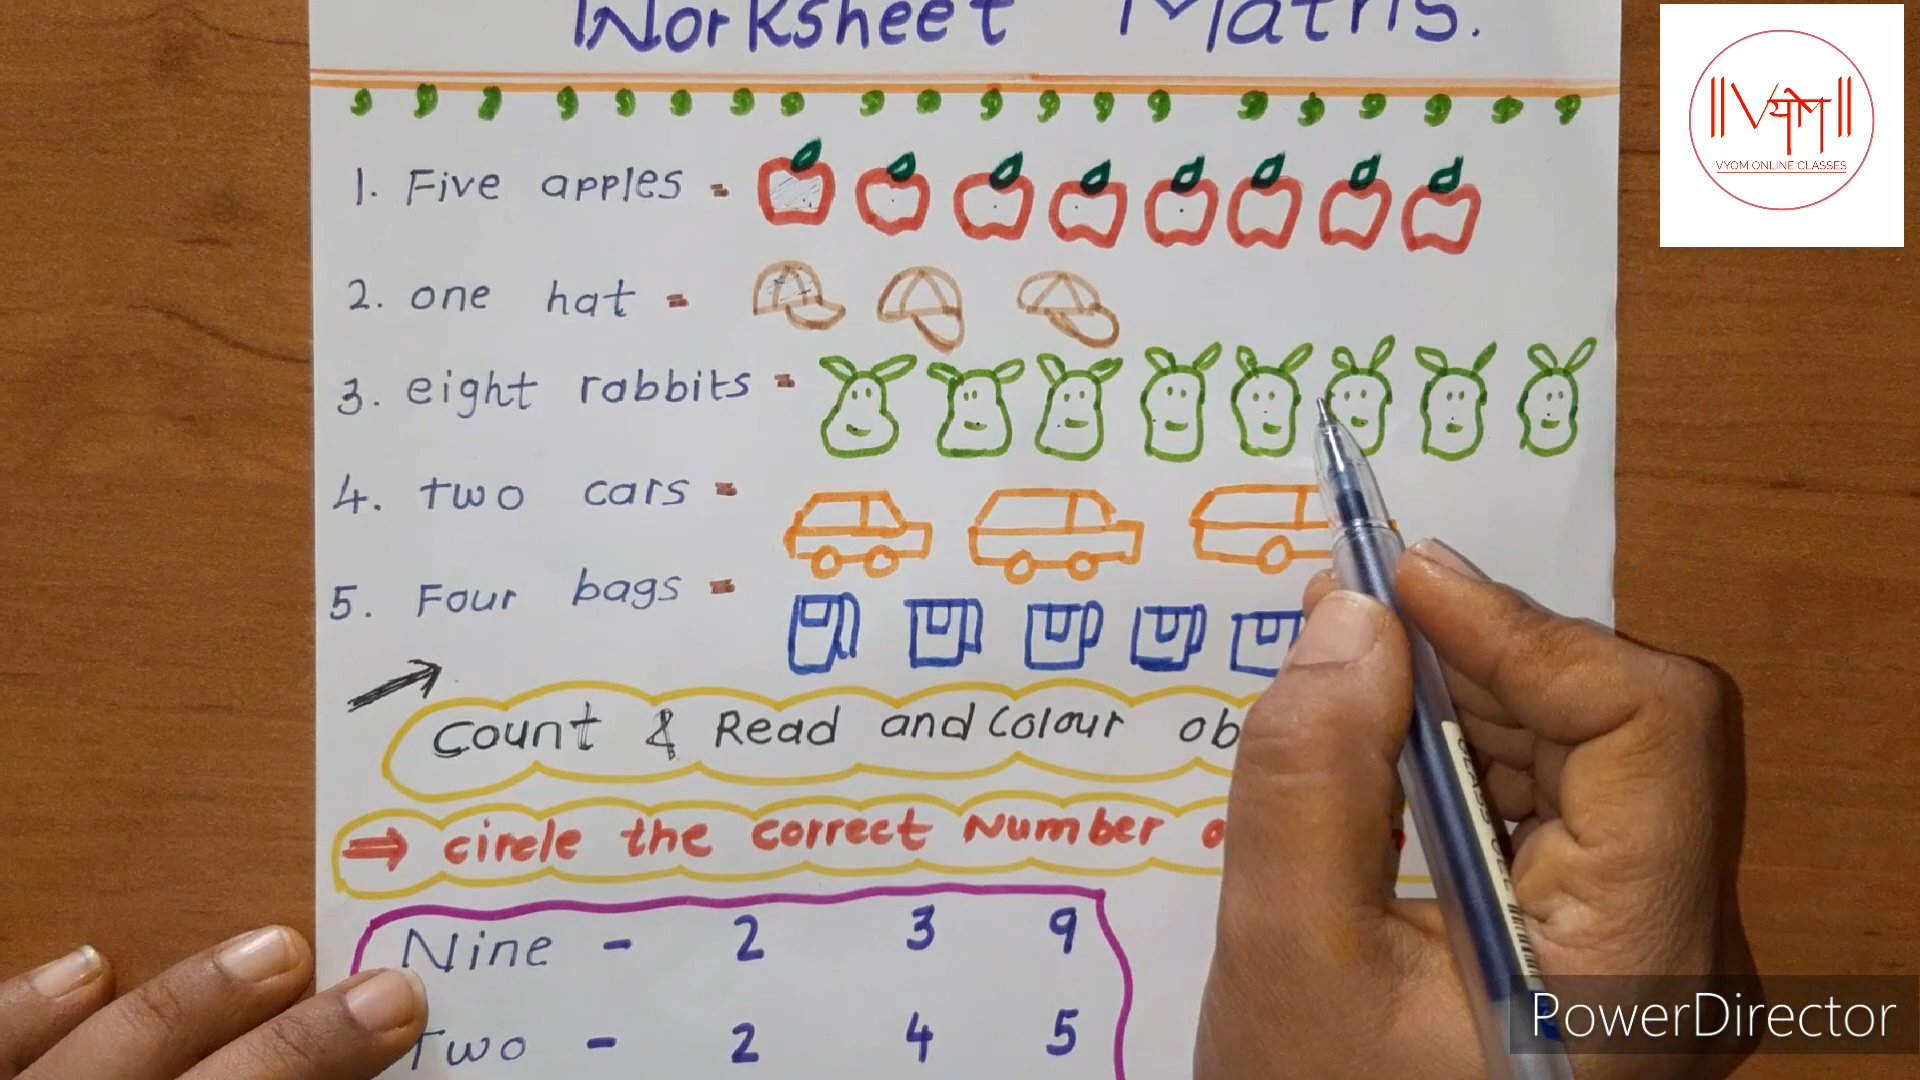 Worksheet Maths.
||Vयोम||
VYOM ONLINE CLASSES
1. Five apples =
2. one hat =
3. eight rabbits =
4. Two cars =
5. Four bags =
Count & Read and Colour ob
⇒ circle the correct Number
Nine - 2 3 9
Two - 2 4 5
PowerDirector